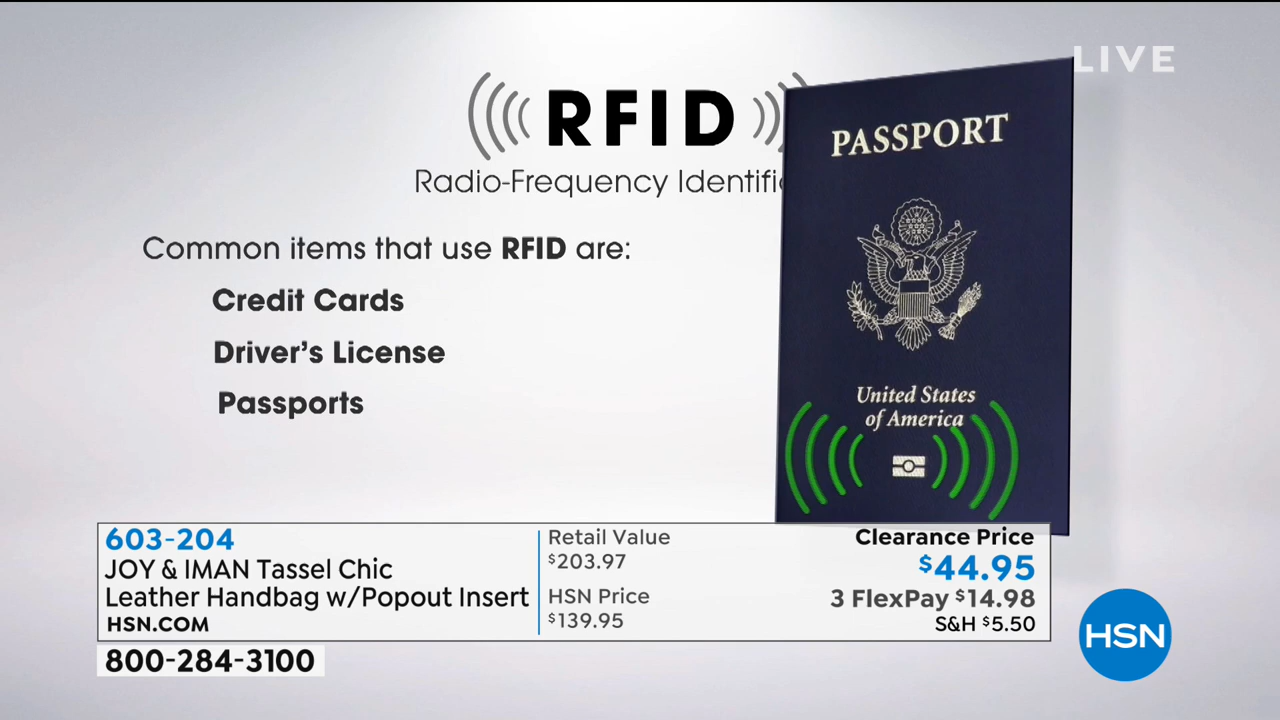 LIVE
RFID
Radio-Frequency Identifi
Common items that use RFID are:
Credit Cards
Driver's License
Passports
PASSPORT
United States
of America
603-204
JOY & IMAN Tassel Chic
Leather Handbag w/Popout Insert
HSN.COM
Retail Value
$203.97
HSN Price
$139.95
Clearance Price
$44.95
3 FlexPay $14.98
S&H $5.50
800-284-3100
HSN